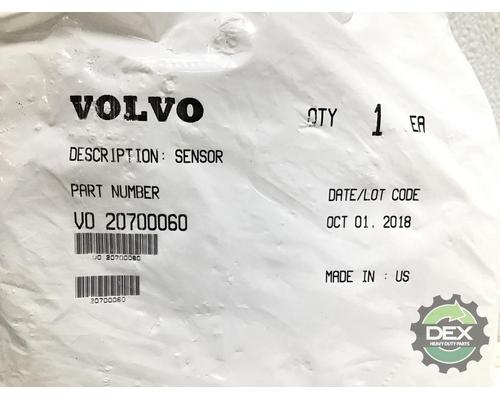 VOLVO
QTY 1 EA
DESCRIPTION: SENSOR
PART NUMBER
VO 20700060
VO 20700060
20700060
DATE/LOT CODE
OCT 01. 2018
MADE IN : US
DEX
HEAVY DUTY PARTS